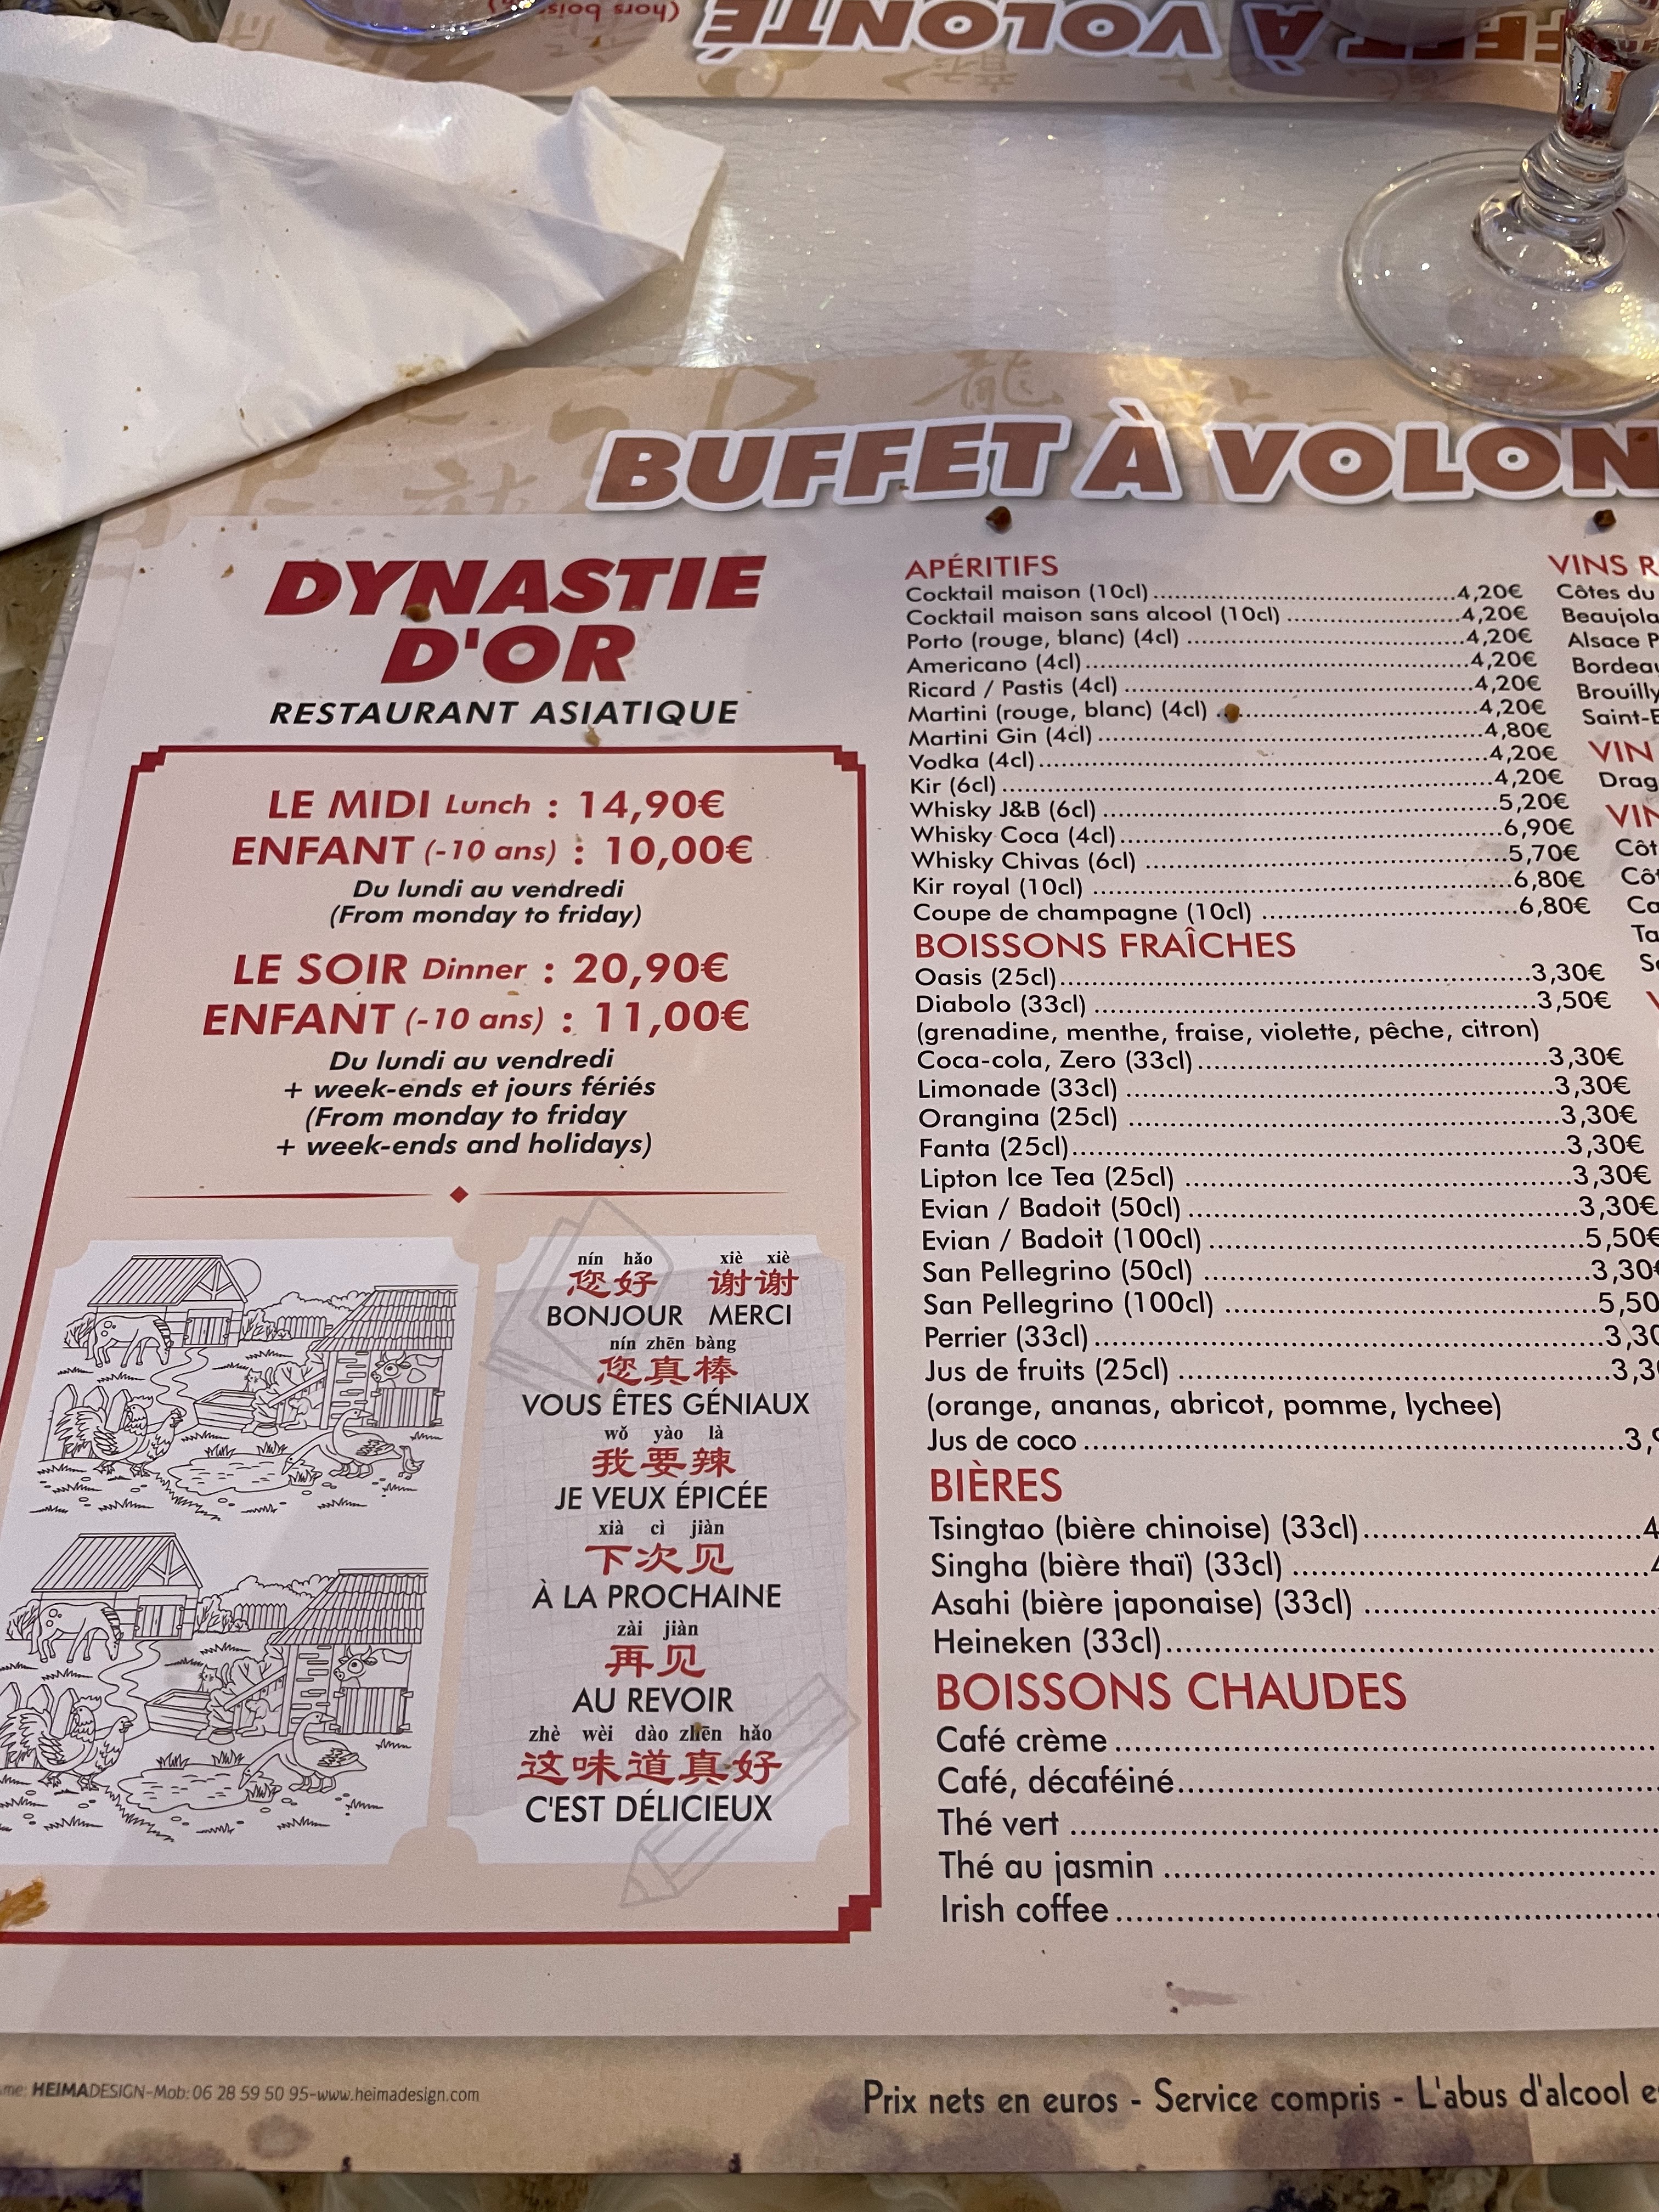 (hors bois
FFET À VOLONTÉ
BUFFET À VOLON
DYNASTIE
D'OR
RESTAURANT ASIATIQUE
LE MIDI Lunch : 14,90€
ENFANT (-10 ans) : 10,00€
Du lundi au vendredi
(From monday to friday)
LE SOIR Dinner : 20,90€
ENFANT (-10 ans) : 11,00€
Du lundi au vendredi
+ week-ends et jours fériés
(From monday to friday
+ week-ends and holidays)
nín hǎo xiè xiè
您好 谢谢
BONJOUR MERCI
nín zhēn bàng
您真棒
VOUS ÊTES GÉNIAUX
wǒ yào là
我要辣
JE VEUX ÉPICÉE
xià cì jiàn
下次见
À LA PROCHAINE
zài jiàn
再见
AU REVOIR
zhè wèi dào zhēn hǎo
这味道真好
C'EST DÉLICIEUX
APÉRITIFS
Cocktail maison (10cl) 4,20€
Cocktail maison sans alcool (10cl) 4,20€
Porto (rouge, blanc) (4cl) 4,20€
Americano (4cl) 4,20€
Ricard / Pastis (4cl) 4,20€
Martini (rouge, blanc) (4cl) 4,20€
Martini Gin (4cl) 4,80€
Vodka (4cl) 4,20€
Kir (6cl) 4,20€
Whisky J&B (6cl) 5,20€
Whisky Coca (4cl) 6,90€
Whisky Chivas (6cl) 5,70€
Kir royal (10cl) 6,80€
Coupe de champagne (10cl) 6,80€
BOISSONS FRAÎCHES
Oasis (25cl) 3,30€
Diabolo (33cl) 3,50€
(grenadine, menthe, fraise, violette, pêche, citron)
Coca-cola, Zero (33cl) 3,30€
Limonade (33cl) 3,30€
Orangina (25cl) 3,30€
Fanta (25cl) 3,30€
Lipton Ice Tea (25cl) 3,30€
Evian / Badoit (50cl) 3,30€
Evian / Badoit (100cl) 5,50€
San Pellegrino (50cl) 3,30€
San Pellegrino (100cl) 5,50
Perrier (33cl) 3,30
Jus de fruits (25cl) 3,3
(orange, ananas, abricot, pomme, lychee)
Jus de coco 3,9
BIÈRES
Tsingtao (bière chinoise) (33cl) 4
Singha (bière thaï) (33cl) 4
Asahi (bière japonaise) (33cl)
Heineken (33cl)
BOISSONS CHAUDES
Café crème
Café, décaféiné
Thé vert
Thé au jasmin
Irish coffee
VINS R
Côtes du
Beaujola
Alsace P
Bordeau
Brouilly
Saint-E
VIN
Drag
VIN
Côt
Côt
Ca
Ta
HEIMADESIGN-Mob: 06 28 59 50 95-www.heimadesign.com
Prix nets en euros - Service compris - L'abus d'alcool e